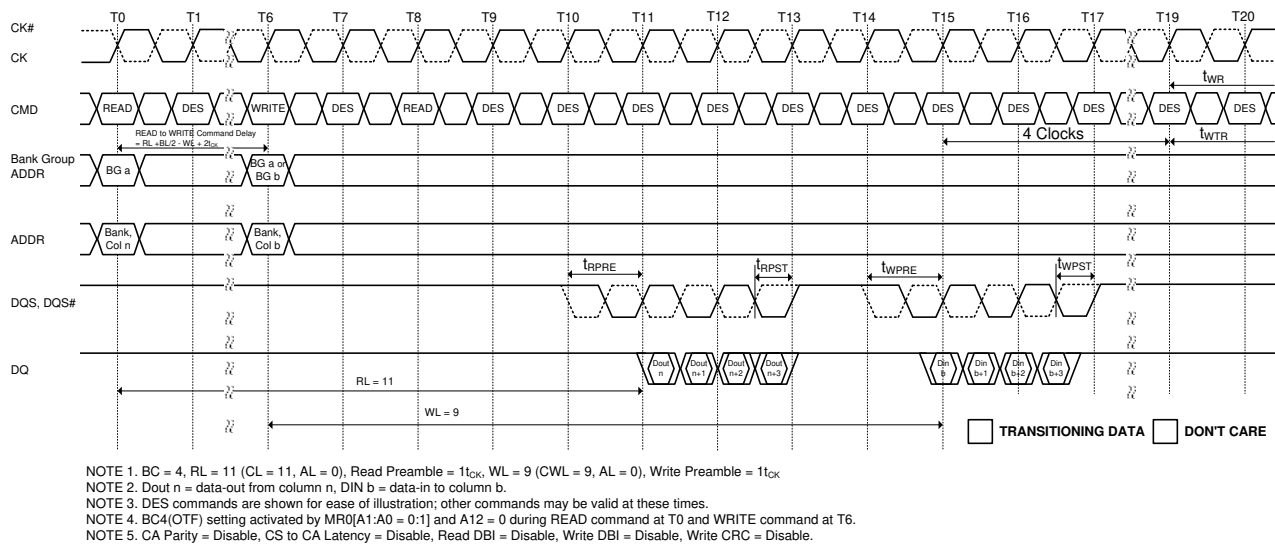 T0 T1 T6 T7 T8 T9 T10 T11 T12 T13 T14 T15 T16 T17 T19 T20
CK#
CK
tWR
CMD READ DES WRITE DES READ DES DES DES DES DES DES DES DES DES DES DES
READ to WRITE Command Delay
= RL +BL/2 - WL + 2tCK
4 Clocks tWTR
Bank Group
ADDR
BG a
BG a or
BG b
ADDR
Bank,
Col n
Bank,
Col b
tRPRE tRPST tWPRE tWPST
DQS, DQS#
DQ
Dout
n
Dout
n+1
Dout
n+2
Dout
n+3
Din
b
Din
b+1
Din
b+2
Din
b+3
RL = 11
WL = 9
TRANSITIONING DATA DON'T CARE
NOTE 1. BC = 4, RL = 11 (CL = 11, AL = 0), Read Preamble = 1tCK, WL = 9 (CWL = 9, AL = 0), Write Preamble = 1tCK
NOTE 2. Dout n = data-out from column n, DIN b = data-in to column b.
NOTE 3. DES commands are shown for ease of illustration; other commands may be valid at these times.
NOTE 4. BC4(OTF) setting activated by MR0[A1:A0 = 0:1] and A12 = 0 during READ command at T0 and WRITE command at T6.
NOTE 5. CA Parity = Disable, CS to CA Latency = Disable, Read DBI = Disable, Write DBI = Disable, Write CRC = Disable.